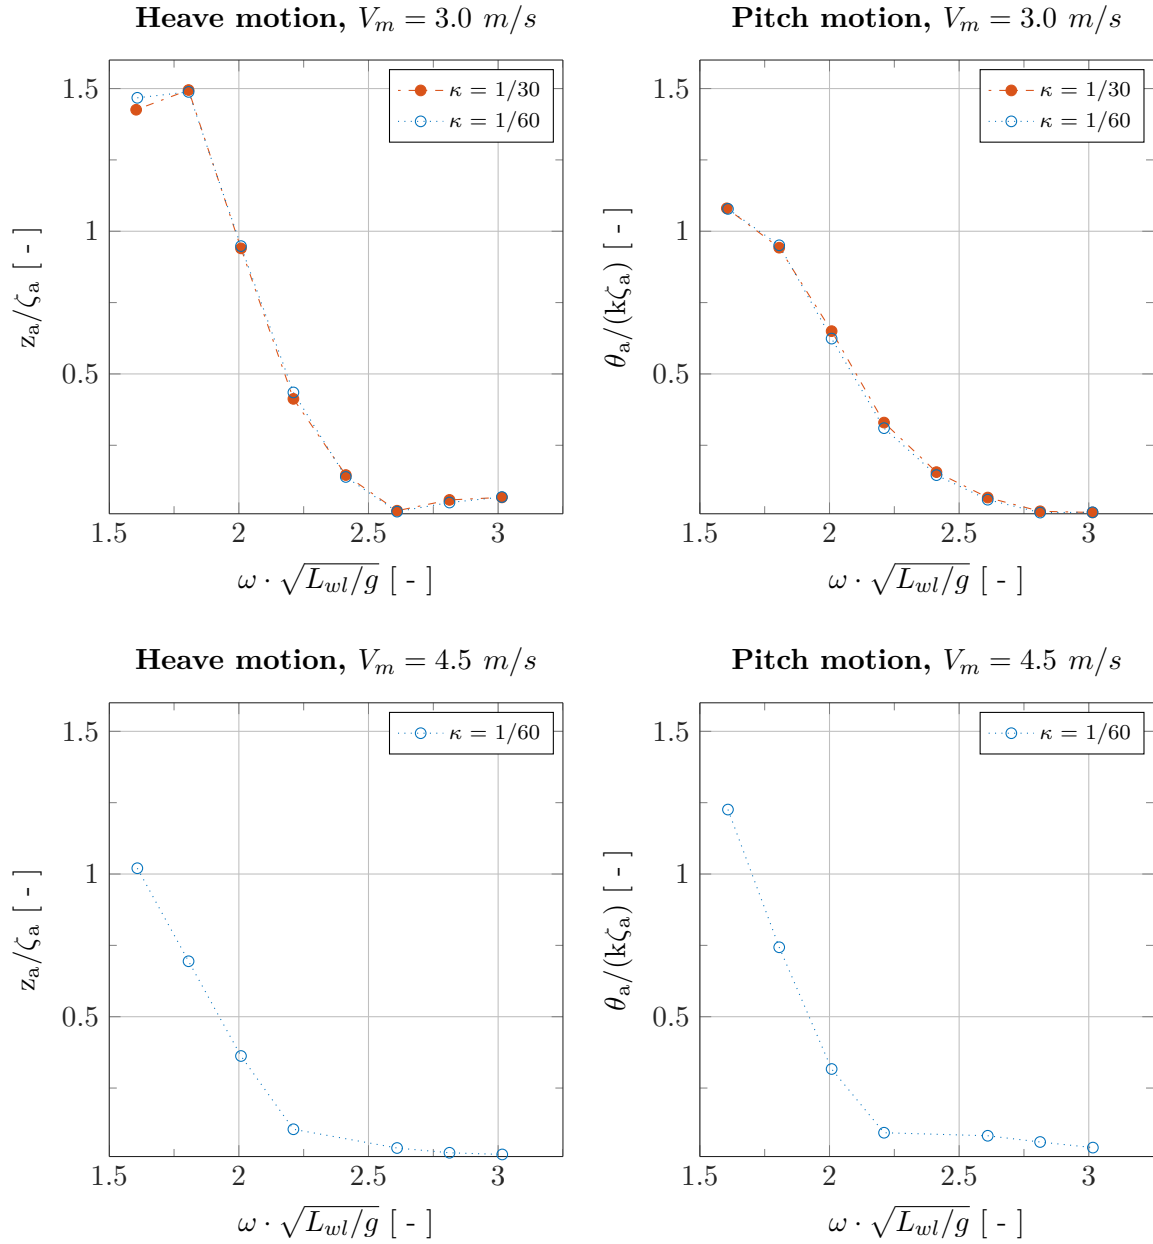 Heave motion, V_m = 3.0 m/s
1.5
1
0.5
z_a/ζ_a [ - ]
κ = 1/30
κ = 1/60
1.5 2 2.5 3
ω · √(L_wl/g) [ - ]
Pitch motion, V_m = 3.0 m/s
1.5
1
0.5
θ_a/(kζ_a) [ - ]
κ = 1/30
κ = 1/60
1.5 2 2.5 3
ω · √(L_wl/g) [ - ]
Heave motion, V_m = 4.5 m/s
1.5
1
0.5
z_a/ζ_a [ - ]
κ = 1/60
1.5 2 2.5 3
ω · √(L_wl/g) [ - ]
Pitch motion, V_m = 4.5 m/s
1.5
1
0.5
θ_a/(kζ_a) [ - ]
κ = 1/60
1.5 2 2.5 3
ω · √(L_wl/g) [ - ]